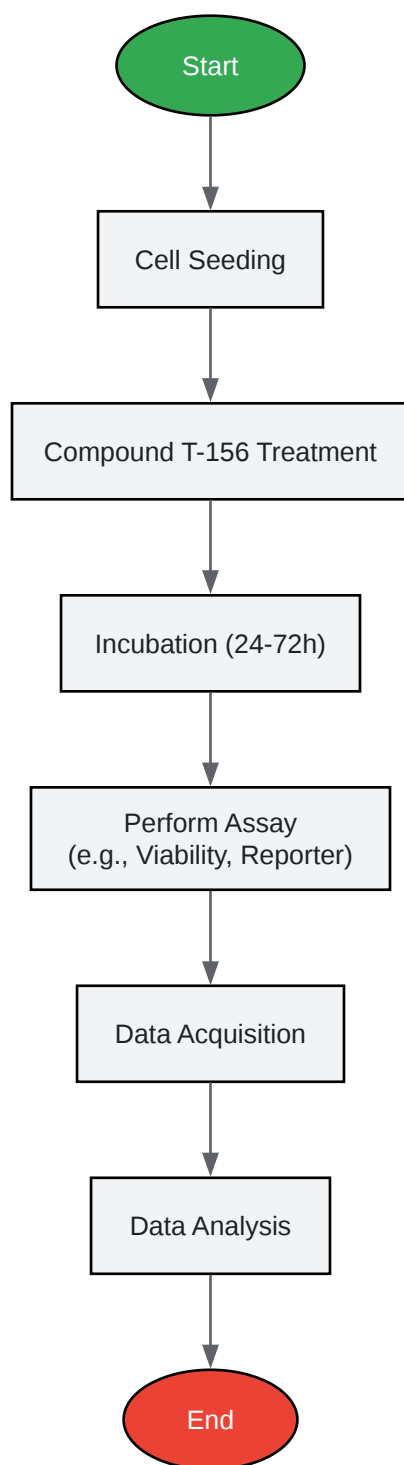 Start
Cell Seeding
Compound T-156 Treatment
Incubation (24-72h)
Perform Assay
(e.g., Viability, Reporter)
Data Acquisition
Data Analysis
End